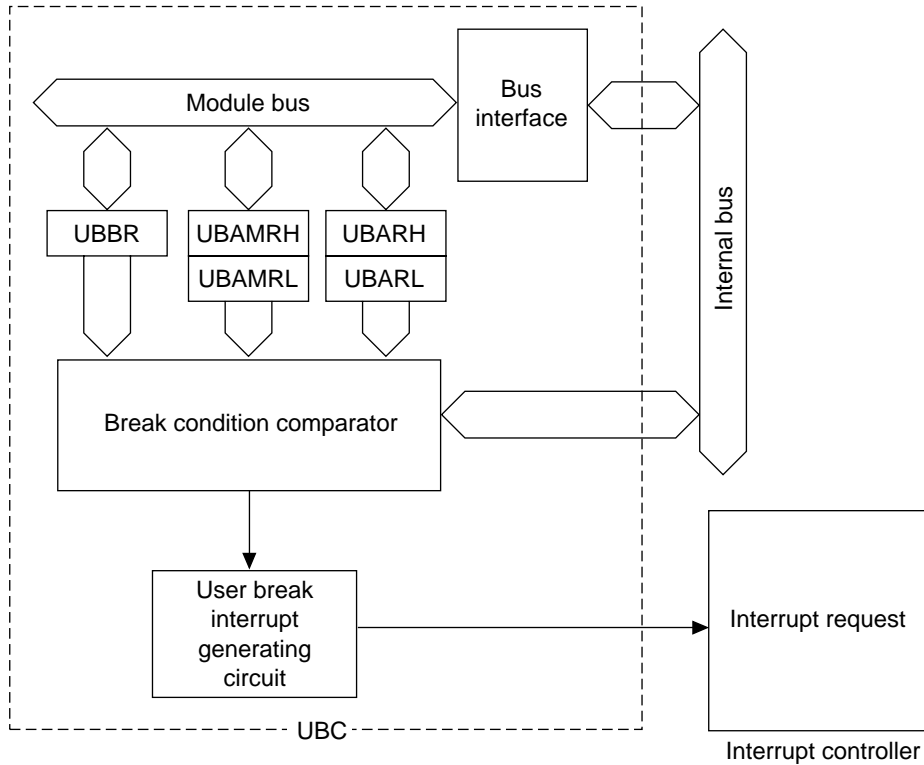 Module bus
Bus
interface
Internal bus
UBBR
UBAMRH
UBARH
UBAMRL
UBARL
Break condition comparator
User break
interrupt
generating
circuit
Interrupt request
UBC
Interrupt controller